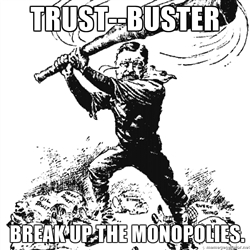 TRUST--BUSTER
BREAK UP THE MONOPOLIES